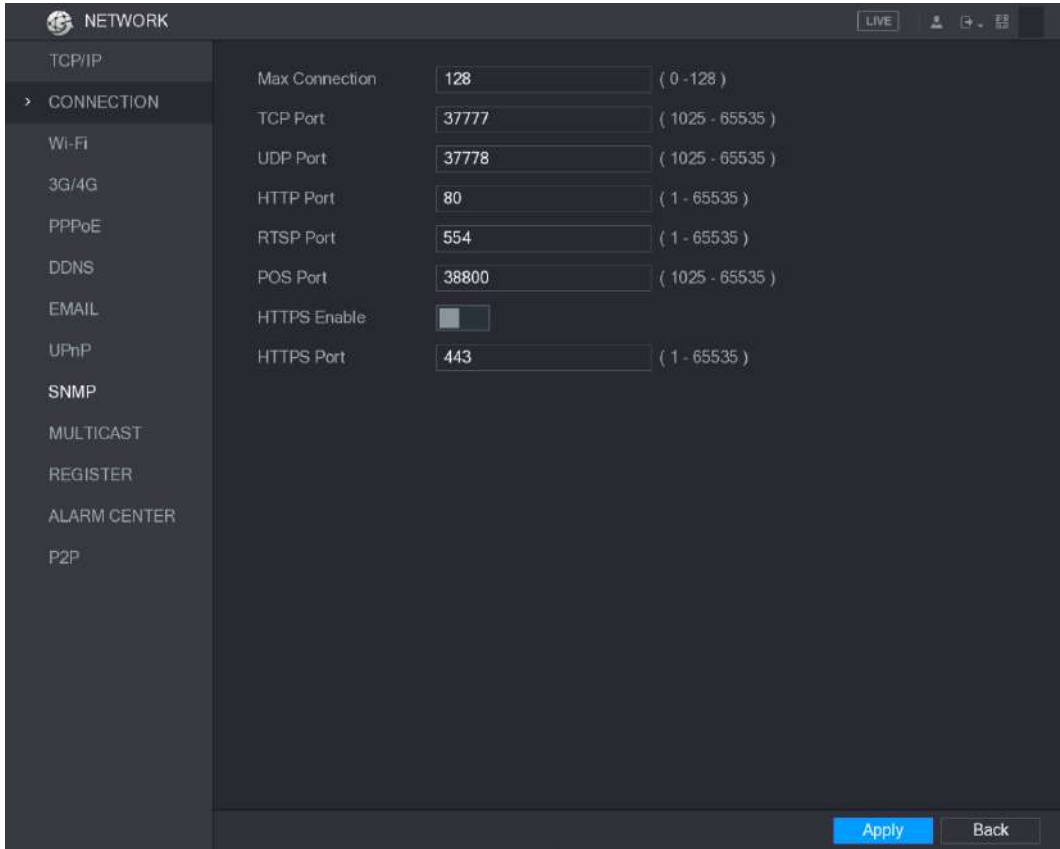 NETWORK
LIVE
TCP/IP
CONNECTION
Wi-Fi
3G/4G
PPPoE
DDNS
EMAIL
UPnP
SNMP
MULTICAST
REGISTER
ALARM CENTER
P2P
Max Connection 128 ( 0 -128 )
TCP Port 37777 ( 1025 - 65535 )
UDP Port 37778 ( 1025 - 65535 )
HTTP Port 80 ( 1 - 65535 )
RTSP Port 554 ( 1 - 65535 )
POS Port 38800 ( 1025 - 65535 )
HTTPS Enable
HTTPS Port 443 ( 1 - 65535 )
Apply Back